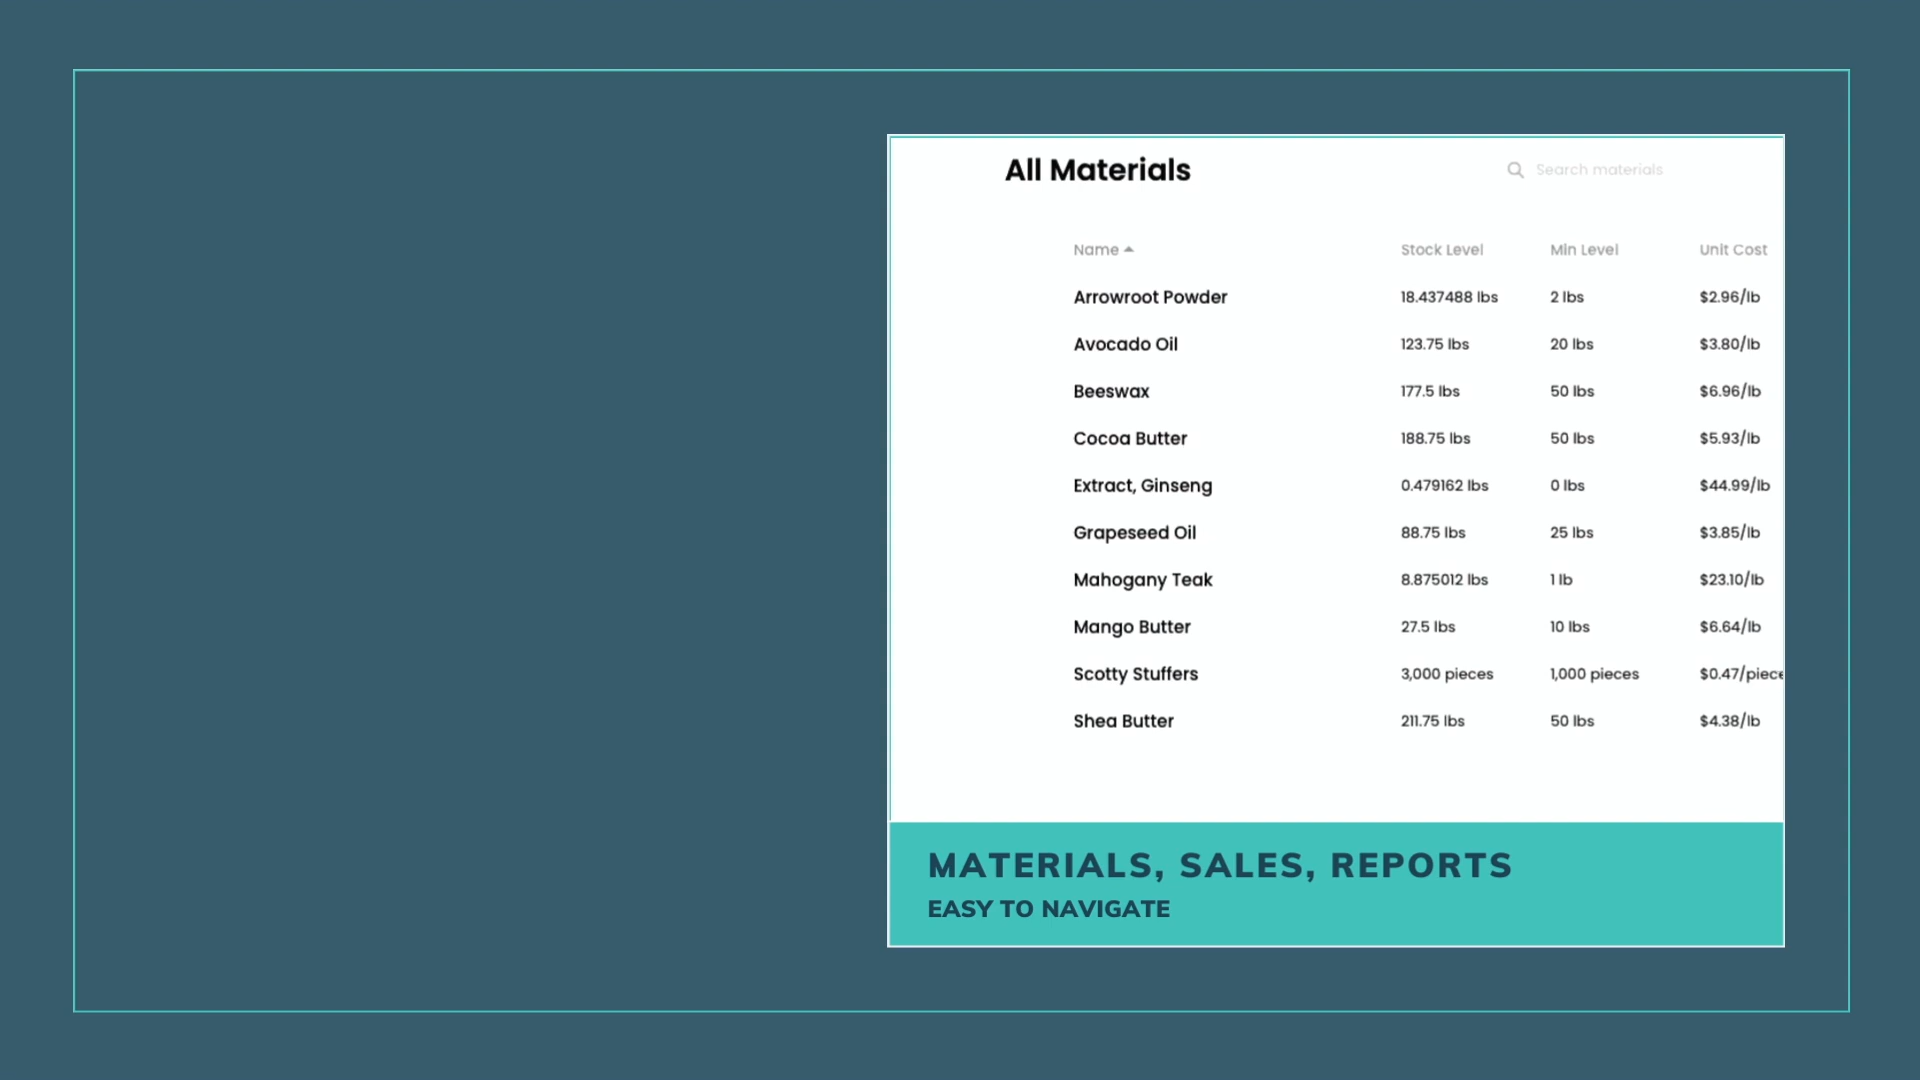 All Materials Search materials
Name Stock Level Min Level Unit Cost
Arrowroot Powder 18.437488 lbs 2 lbs $2.96/lb
Avocado Oil 123.75 lbs 20 lbs $3.80/lb
Beeswax 177.5 lbs 50 lbs $6.96/lb
Cocoa Butter 188.75 lbs 50 lbs $5.93/lb
Extract, Ginseng 0.479162 lbs 0 lbs $44.99/lb
Grapeseed Oil 88.75 lbs 25 lbs $3.85/lb
Mahogany Teak 8.875012 lbs 1 lb $23.10/lb
Mango Butter 27.5 lbs 10 lbs $6.64/lb
Scotty Stuffers 3,000 pieces 1,000 pieces $0.47/piece
Shea Butter 211.75 lbs 50 lbs $4.38/lb
MATERIALS, SALES, REPORTS
EASY TO NAVIGATE